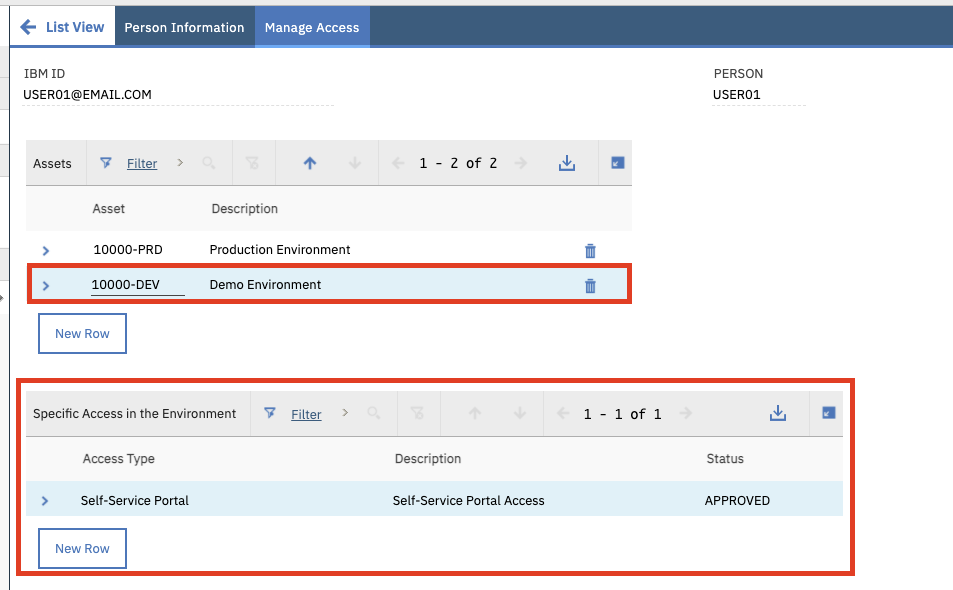 List View Person Information Manage Access
IBM ID PERSON
USER01@EMAIL.COM USER01
Assets Filter 1 - 2 of 2
Asset Description
10000-PRD Production Environment
10000-DEV Demo Environment
New Row
Specific Access in the Environment Filter 1 - 1 of 1
Access Type Description Status
Self-Service Portal Self-Service Portal Access APPROVED
New Row